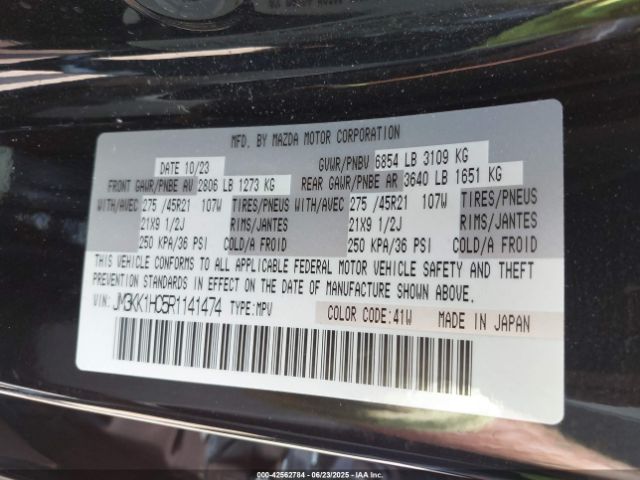 MFD. BY MAZDA MOTOR CORPORATION
DATE 10/23 GVWR/PNBV 6854 LB 3109 KG
FRONT GAWR/PNBE AV 2806 LB 1273 KG REAR GAWR/PNBE AR 3640 LB 1651 KG
WITH/AVEC 275 /45R21 107W TIRES/PNEUS WITH/AVEC 275 /45R21 107W TIRES/PNEUS
21X9 1/2J RIMS/JANTES 21X9 1/2J RIMS/JANTES
250 KPA/36 PSI COLD/A FROID 250 KPA/36 PSI COLD/A FROID
THIS VEHICLE CONFORMS TO ALL APPLICABLE FEDERAL MOTOR VEHICLE SAFETY AND THEFT
PREVENTION STANDARDS IN EFFECT ON THE DATE OF MANUFACTURE SHOWN ABOVE.
VIN: JM3KK1HC5R1141474 TYPE:MPV COLOR CODE:41W MADE IN JAPAN
000-42562784 - 06/23/2025 - IAAI.COM